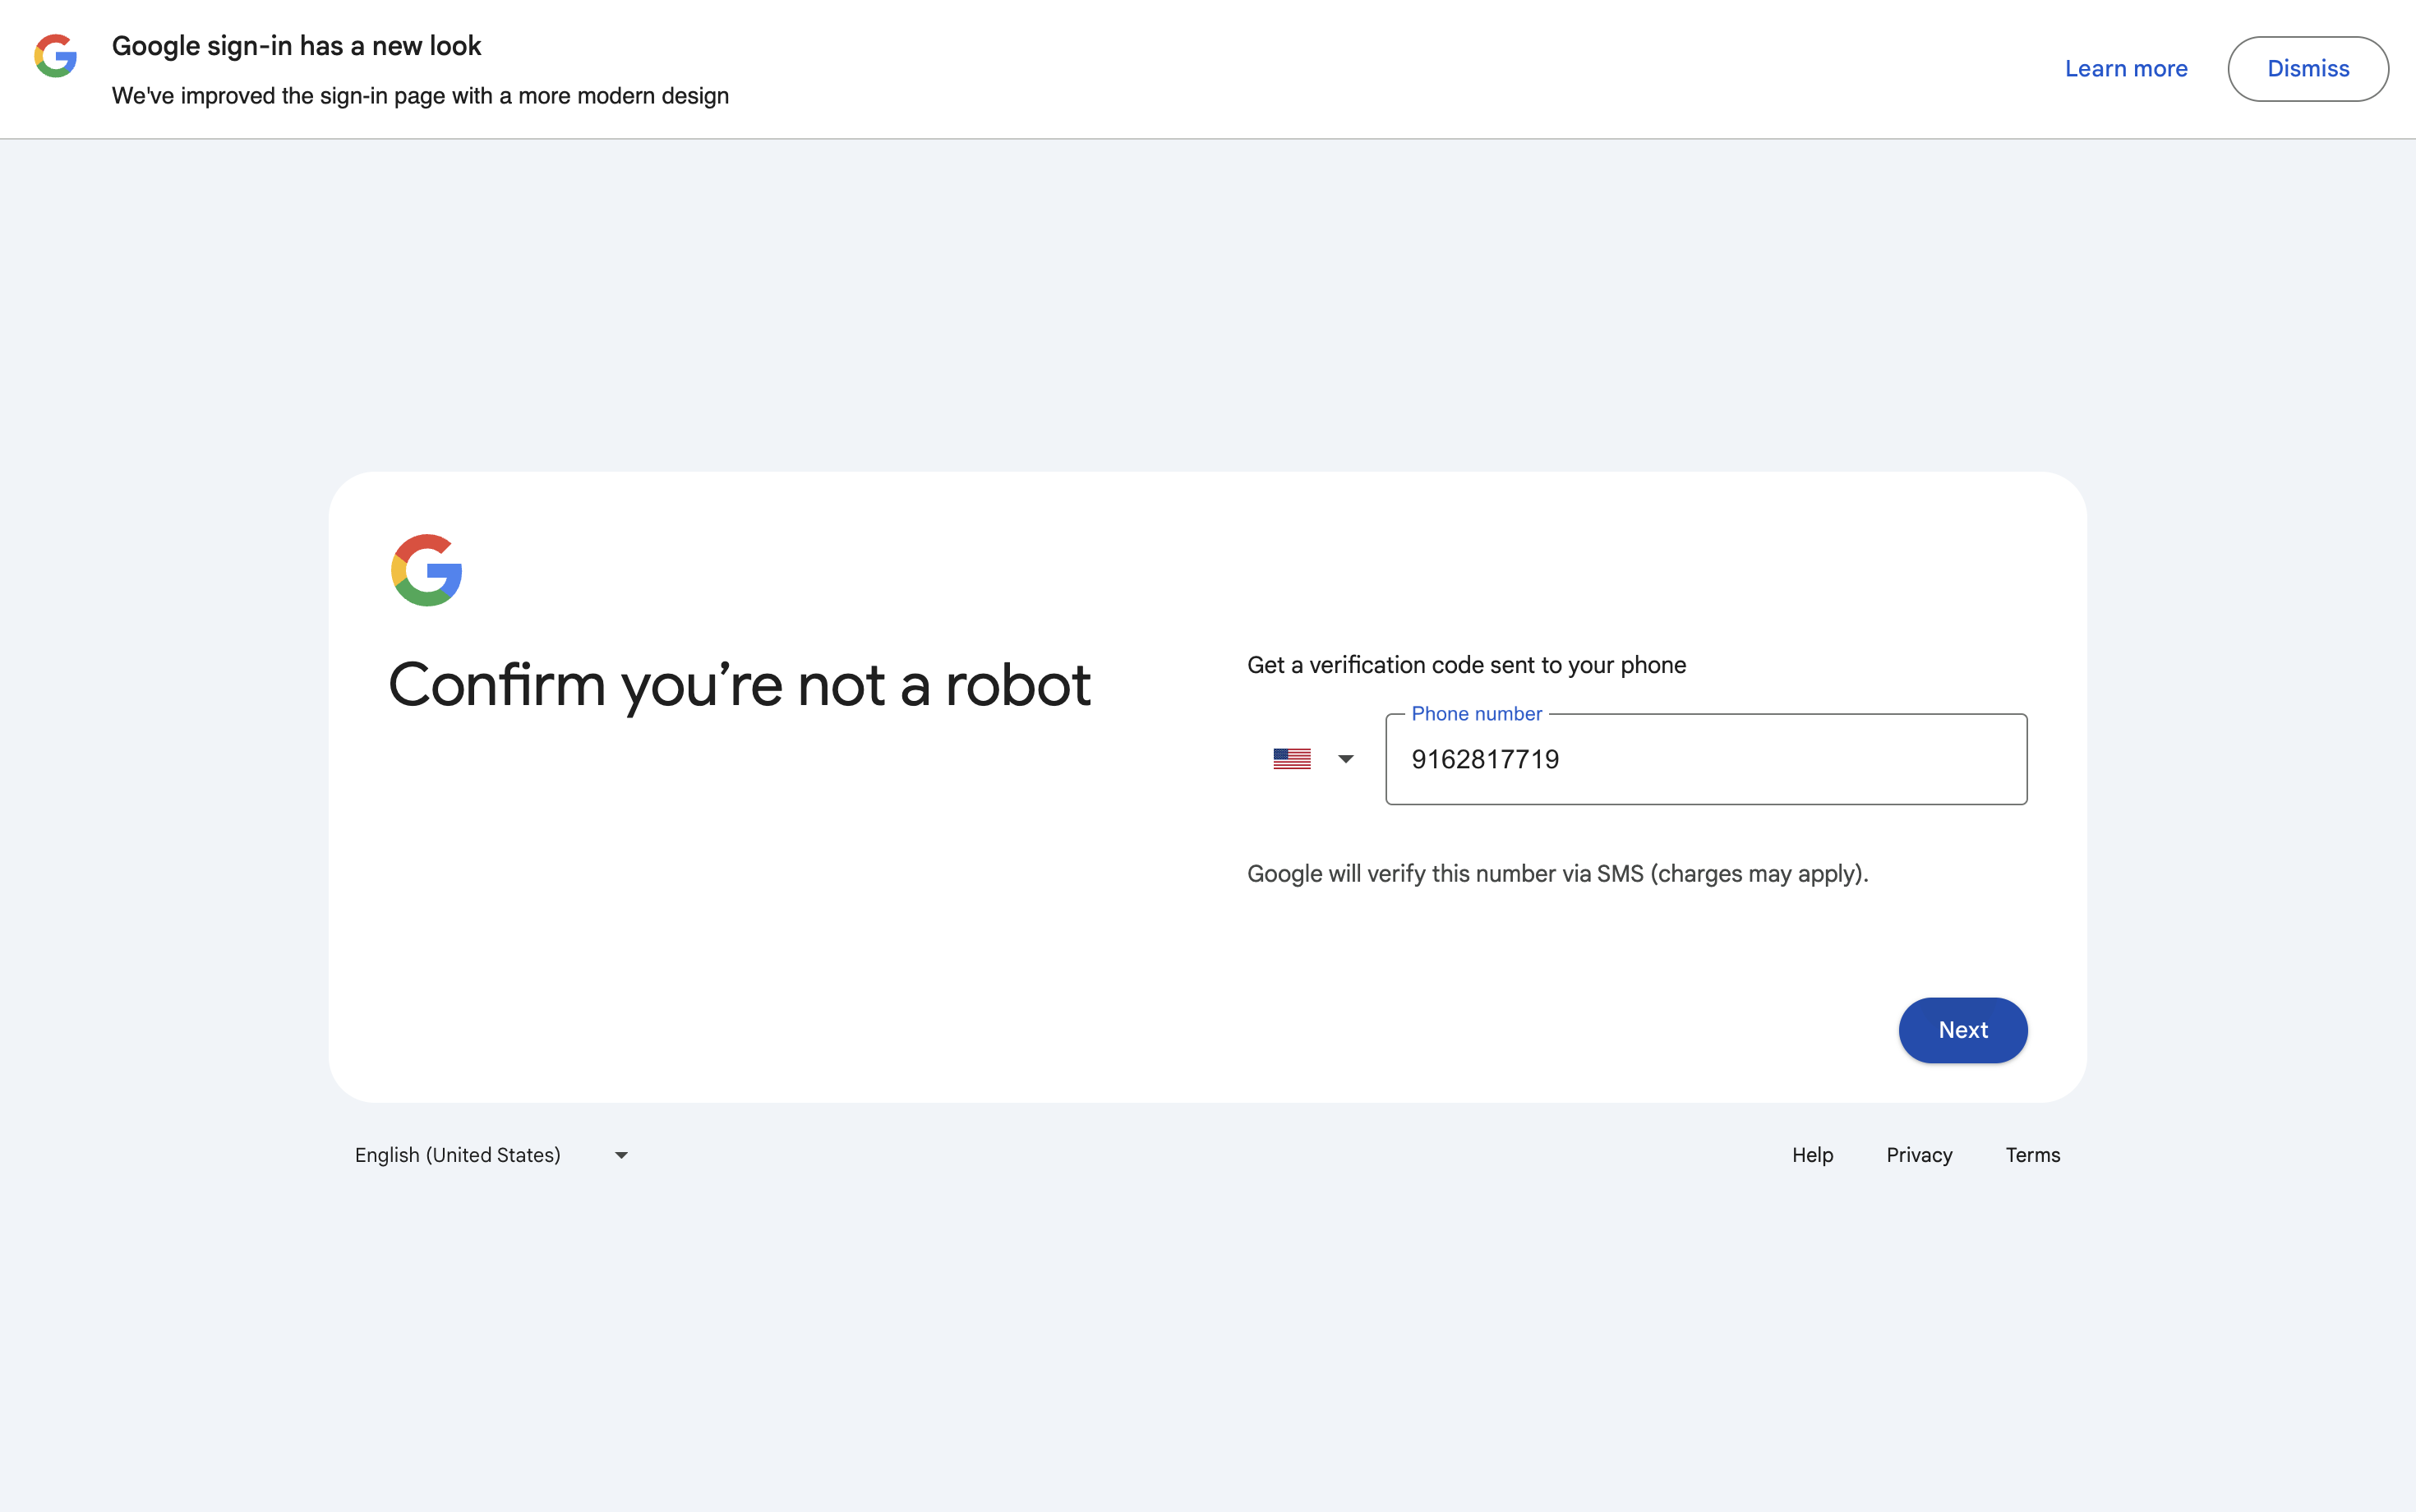 Google sign-in has a new look
We've improved the sign-in page with a more modern design
Learn more
Dismiss
Confirm you’re not a robot
Get a verification code sent to your phone
Phone number
9162817719
Google will verify this number via SMS (charges may apply).
Next
English (United States)
Help
Privacy
Terms